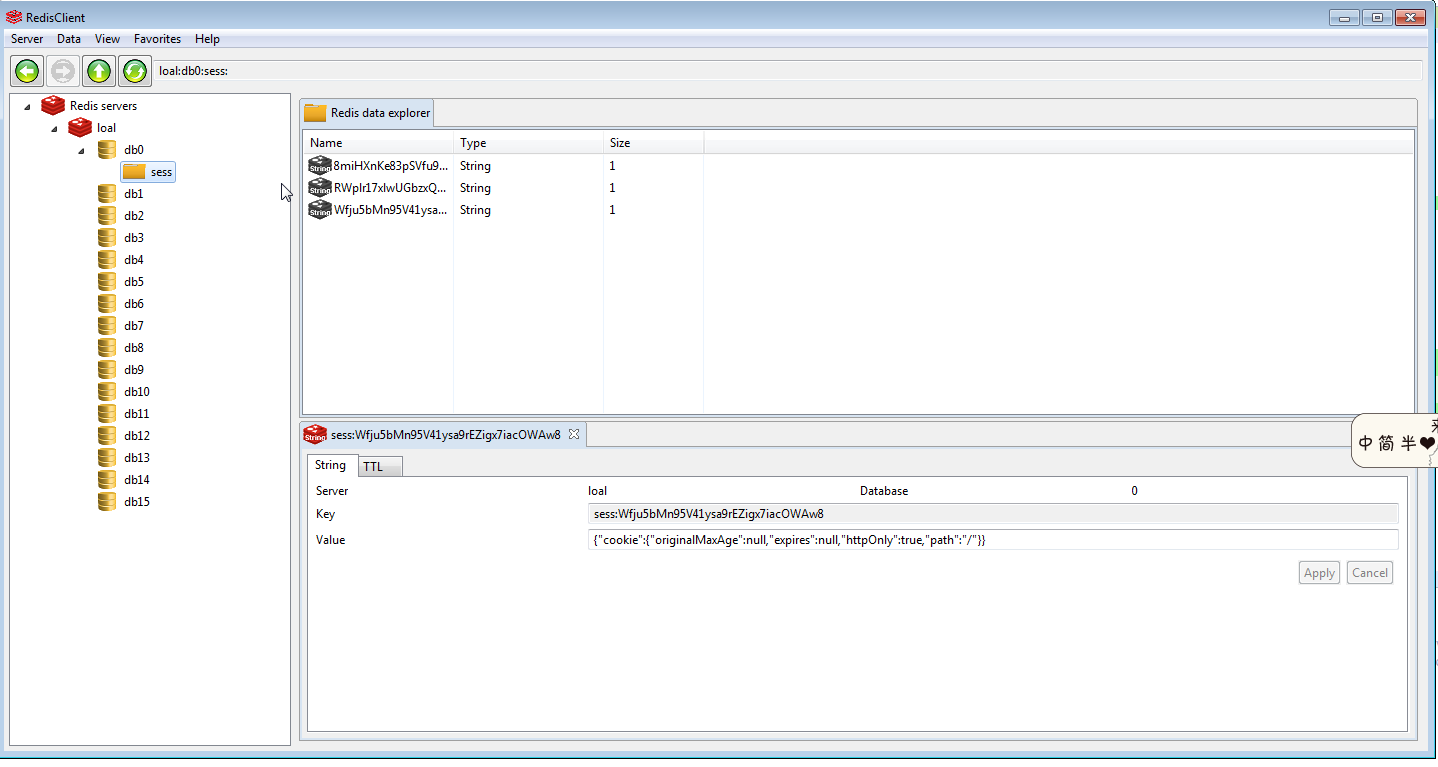 RedisClient
Server Data View Favorites Help
loal:db0:sess:
Redis servers
loal
db0
sess
db1
db2
db3
db4
db5
db6
db7
db8
db9
db10
db11
db12
db13
db14
db15
Redis data explorer
Name Type Size
8miHXnKe83pSVfu9... String 1
RWpIr17xlwUGbzxQ... String 1
Wfju5bMn95V41ysa... String 1
sess:Wfju5bMn95V41ysa9rEZigx7iacOWAw8
String TTL
Server loal Database 0
Key sess:Wfju5bMn95V41ysa9rEZigx7iacOWAw8
Value {"cookie":{"originalMaxAge":null,"expires":null,"httpOnly":true,"path":"/"}}
Apply Cancel
中 简 半